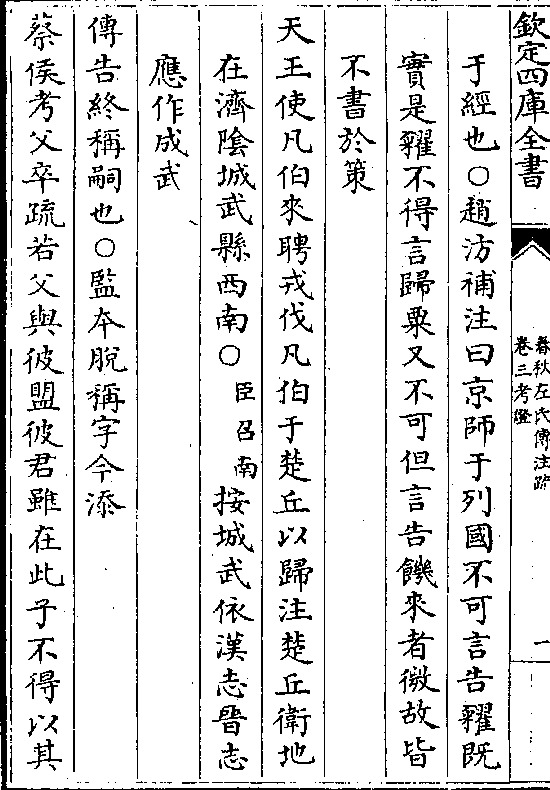 欽定四庫全書
春秋左氏傳注疏
卷三考證
一
于經也○趙汸補注曰京師于列國不可言告糴既
實是糴不得言歸粟又不可但言告饑來者微故皆
不書於策
天王使凡伯來聘戎伐凡伯于楚丘以歸注楚丘衛地
在濟隂城武縣西南○臣召南按城武依漢志晉志
應作成武
傳告終稱嗣也○監本脫稱字今添
蔡侯考父卒疏若父與彼盟彼君雖在此子不得以其